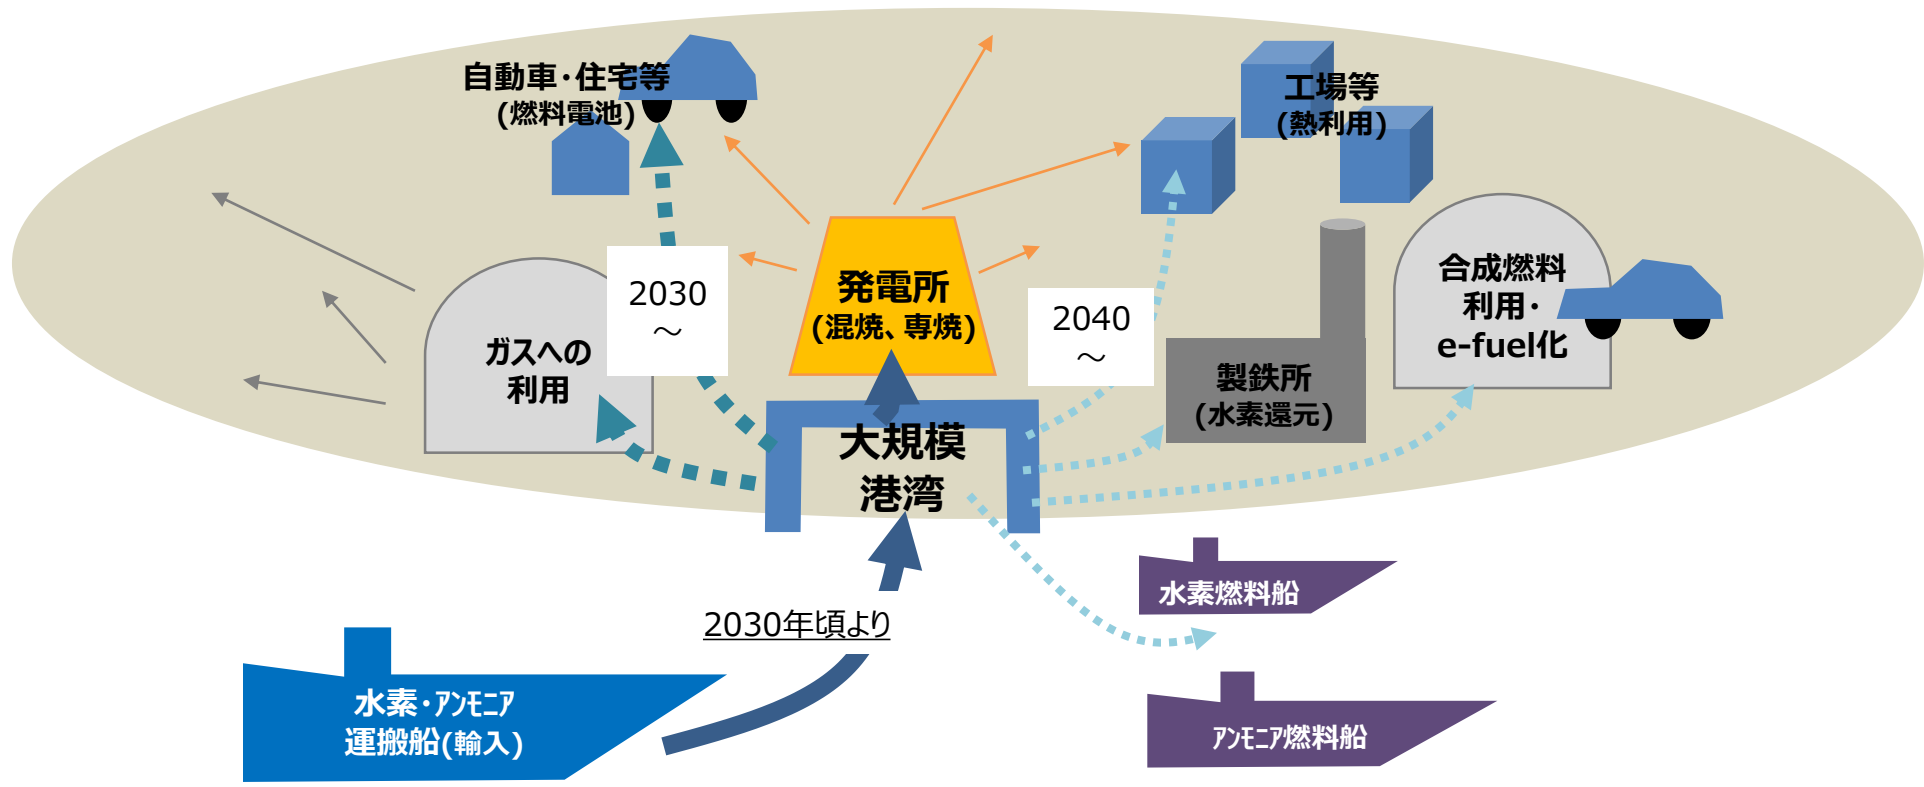 自動車・住宅等
(燃料電池)
工場等
(熱利用)
発電所
(混焼、専焼)
2030
～
2040
～
合成燃料
利用・
e-fuel化
ガスへの
利用
製鉄所
(水素還元)
大規模
港湾
2030年頃より
水素燃料船
水素・アンモニア
運搬船(輸入)
アンモニア燃料船